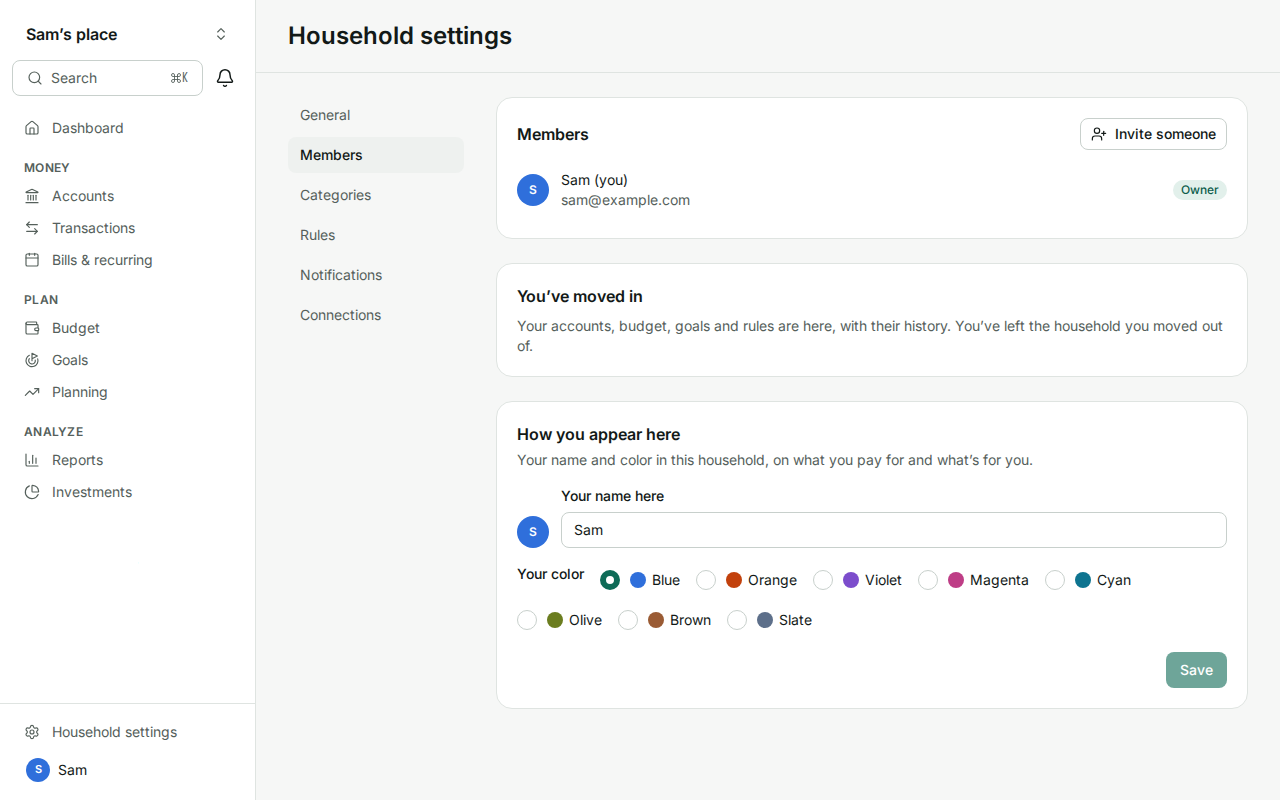 Sam's place
Search ⌘K
Dashboard
MONEY
Accounts
Transactions
Bills & recurring
PLAN
Budget
Goals
Planning
ANALYZE
Reports
Investments
Household settings
S Sam
Household settings
General
Members
Categories
Rules
Notifications
Connections
Members
Invite someone
S
Sam (you)
sam@example.com
Owner
You’ve moved in
Your accounts, budget, goals and rules are here, with their history. You’ve left the household you moved out
of.
How you appear here
Your name and color in this household, on what you pay for and what’s for you.
Your name here
S Sam
Your color Blue Orange Violet Magenta Cyan
Olive Brown Slate
Save